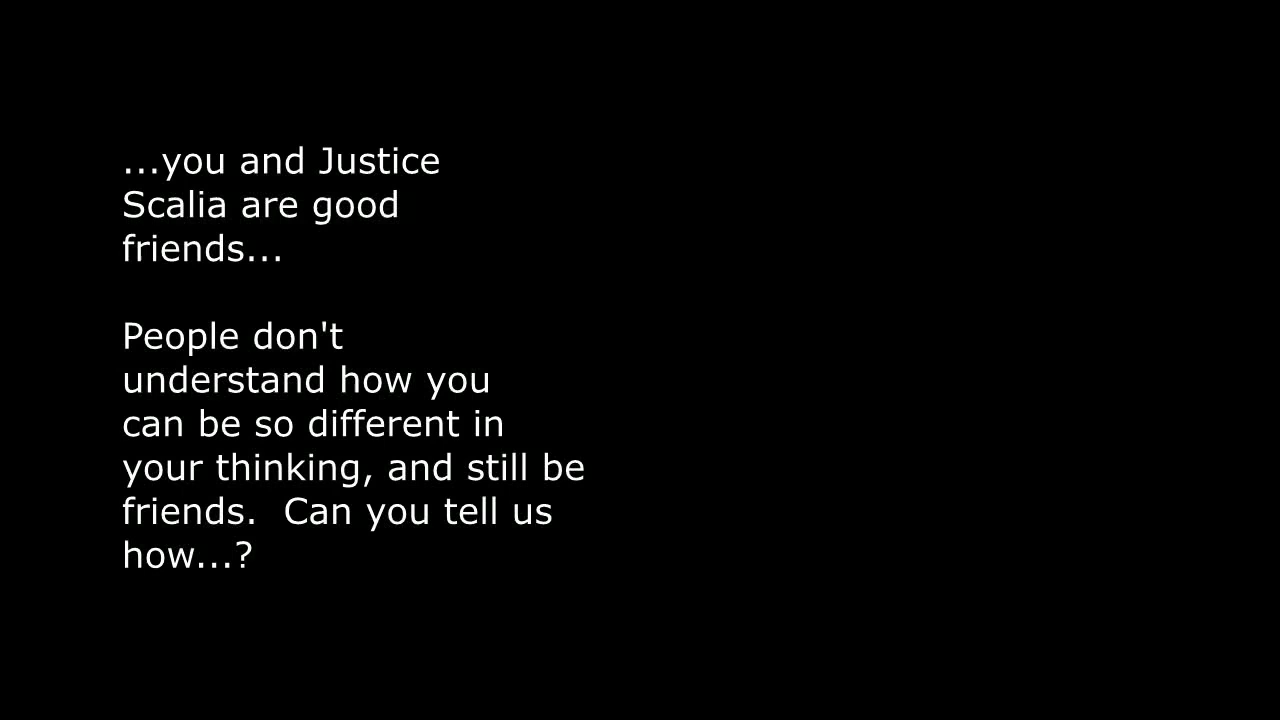 ...you and Justice
Scalia are good
friends...
People don't
understand how you
can be so different in
your thinking, and still be
friends.  Can you tell us
how...?